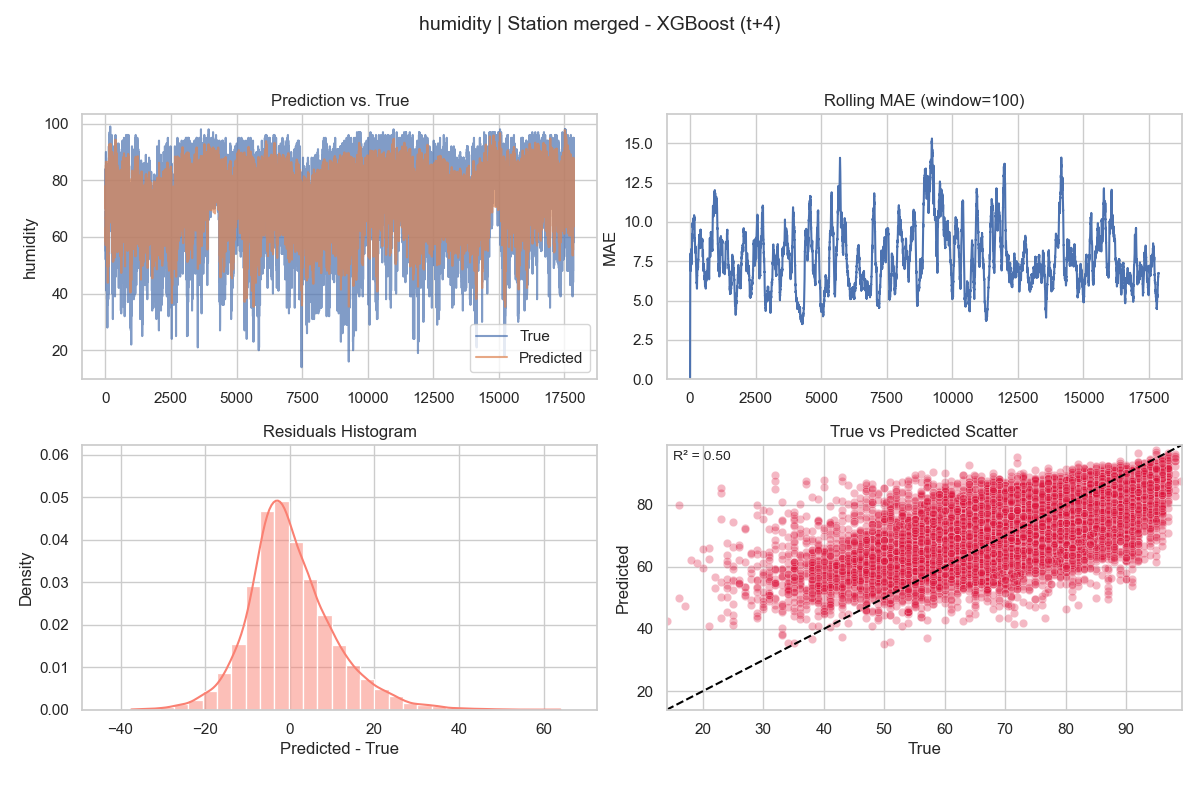 humidity | Station merged - XGBoost (t+4)
Prediction vs. True
100
80
60
40
20
humidity
0 2500 5000 7500 10000 12500 15000 17500
True
Predicted
Rolling MAE (window=100)
15.0
12.5
10.0
7.5
5.0
2.5
0.0
MAE
0 2500 5000 7500 10000 12500 15000 17500
Residuals Histogram
0.06
0.05
0.04
0.03
0.02
0.01
0.00
Density
−40 −20 0 20 40 60
Predicted - True
True vs Predicted Scatter
R² = 0.50
80
60
40
20
Predicted
20 30 40 50 60 70 80 90
True